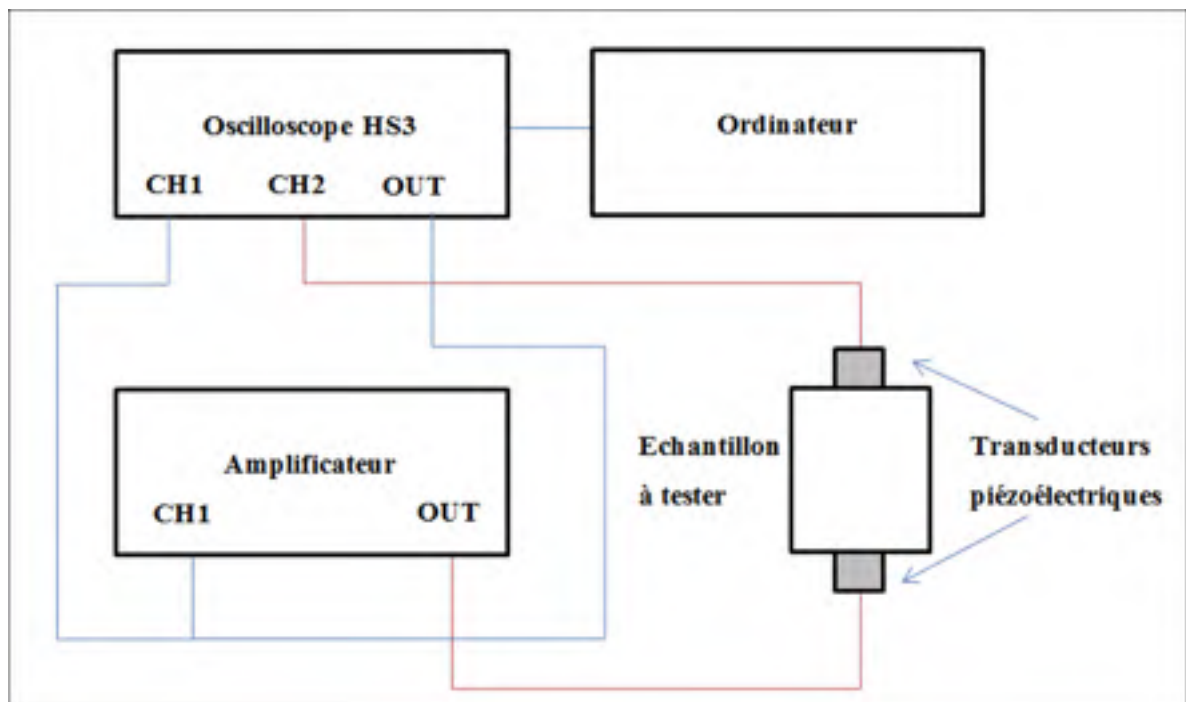 Oscilloscope HS3
CH1 CH2 OUT
Ordinateur
Amplificateur
CH1 OUT
Echantillon
à tester
Transducteurs
piézoélectriques